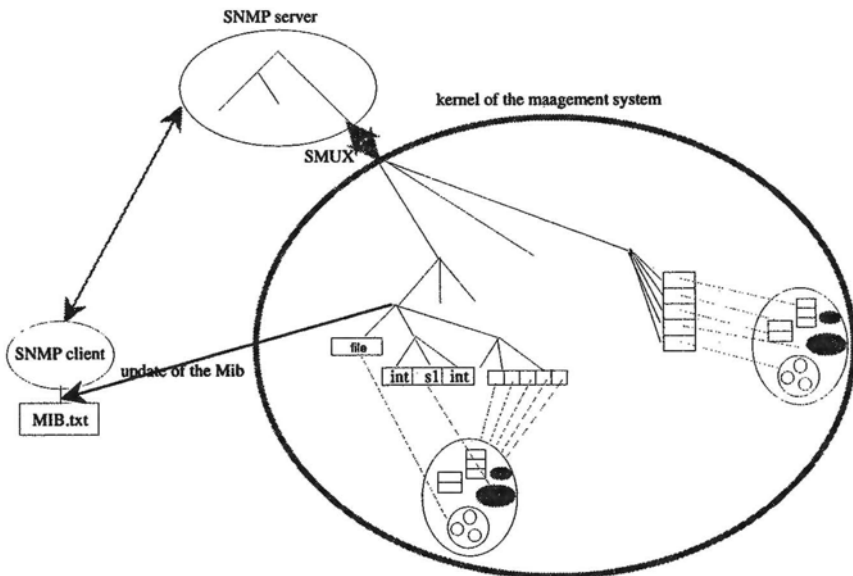 SNMP server
kernel of the maagement system
SMUX
file
SNMP client
update of the Mib
int s1 int
MIB.txt